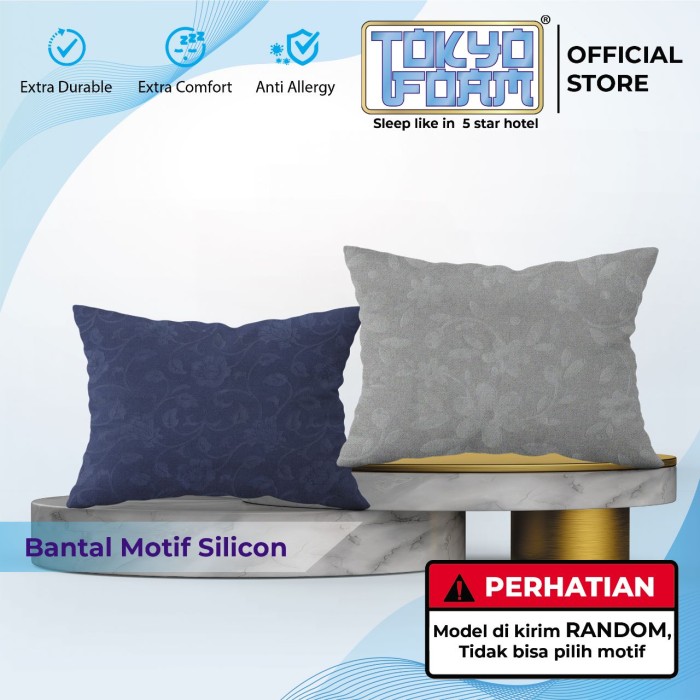 Extra Durable
Extra Comfort
Anti Allergy
TOKYO
FOAM
®
Sleep like in 5 star hotel
OFFICIAL
STORE
Bantal Motif Silicon
PERHATIAN
Model di kirim RANDOM,
Tidak bisa pilih motif